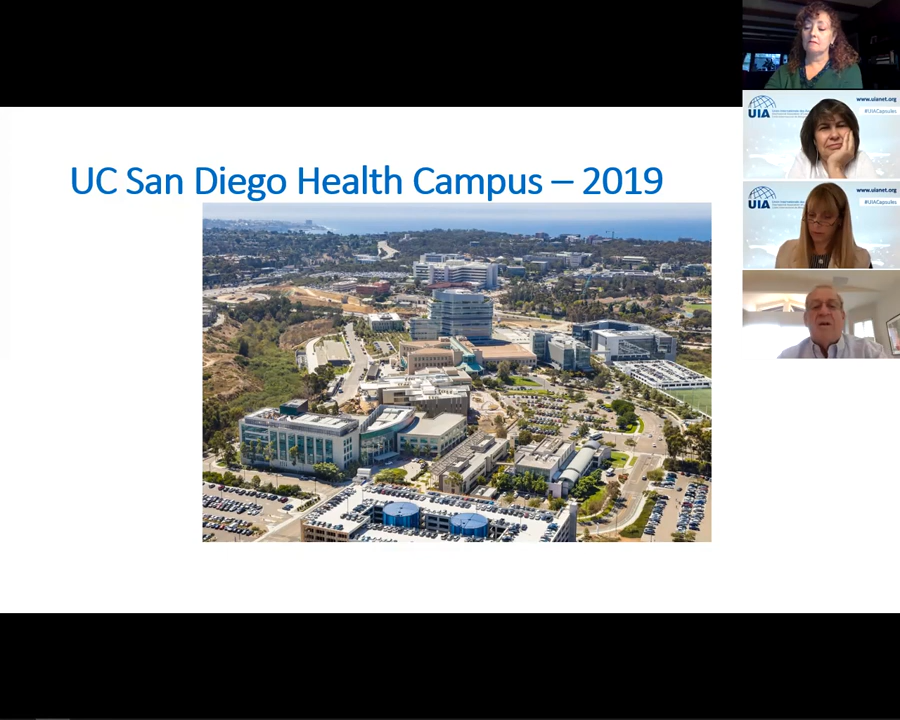 UC San Diego Health Campus – 2019
UIA
www.uianet.org
#UIACapsules
UIA
www.uianet.org
#UIACapsules